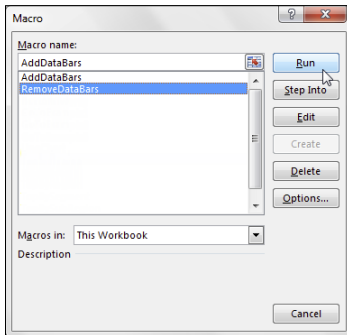 Macro
Macro name:
AddDataBars
Run
AddDataBars
RemoveDataBars
Step Into
Edit
Create
Delete
Options...
Macros in: This Workbook
Description
Cancel